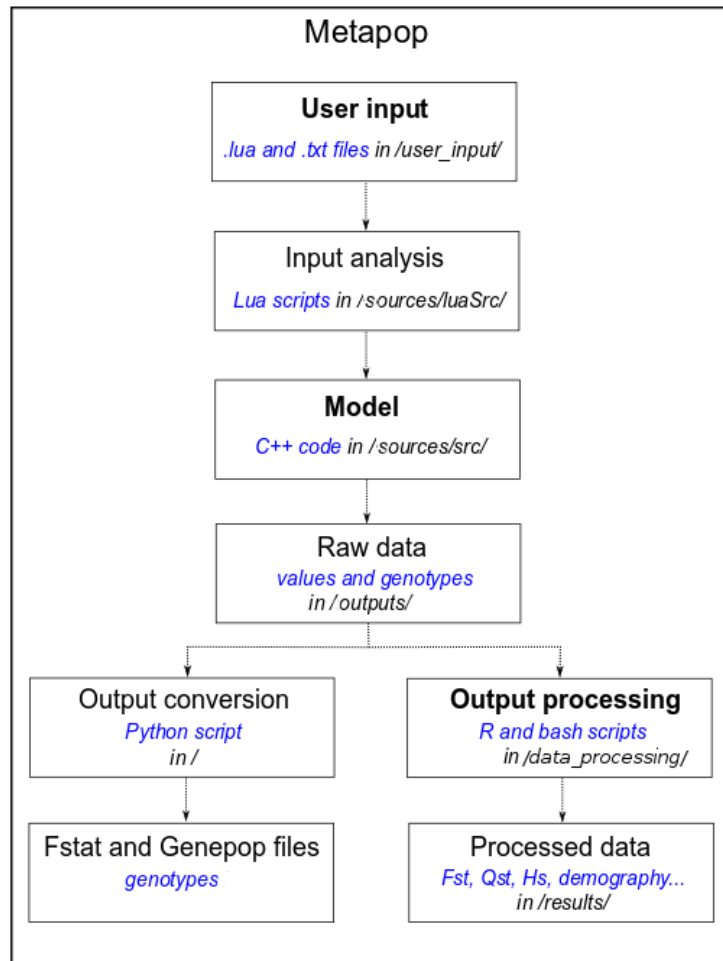 Metapop
User input
.lua and .txt files in /user_input/
Input analysis
Lua scripts in /sources/luaSrc/
Model
C++ code in /sources/src/
Raw data
values and genotypes
in /outputs/
Output conversion
Python script
in /
Output processing
R and bash scripts
in /data_processing/
Fstat and Genepop files
genotypes
Processed data
Fst, Qst, Hs, demography...
in /results/